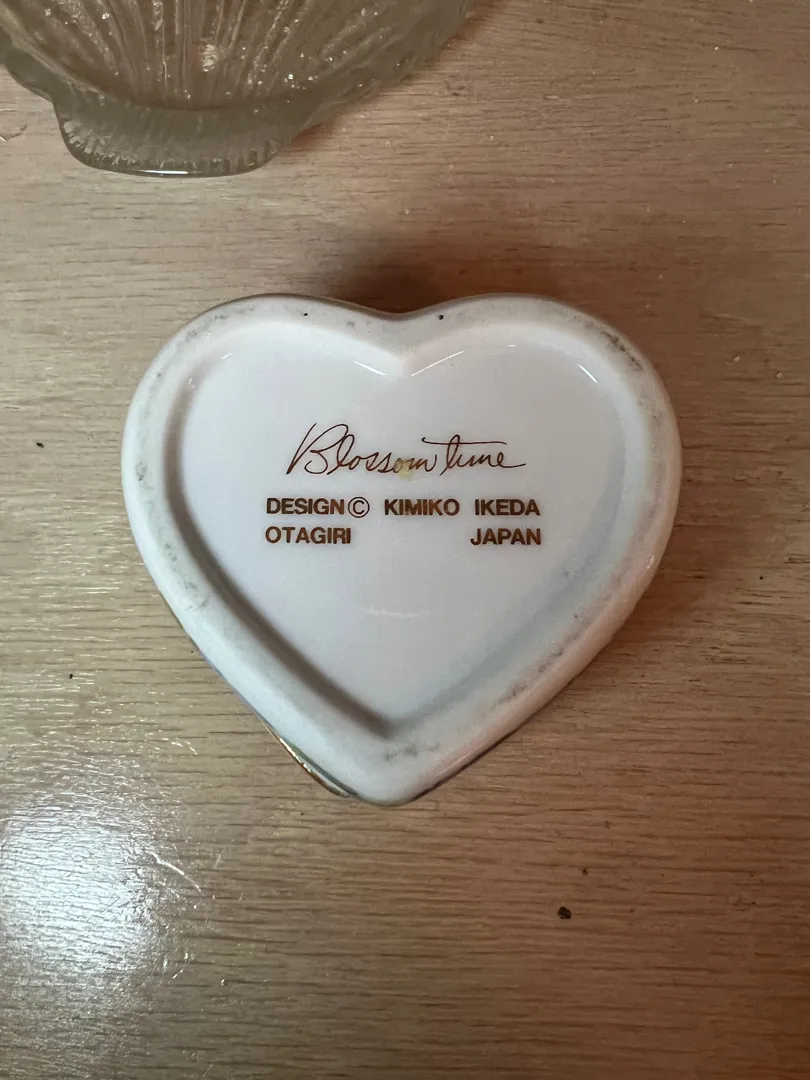 Blossom time
DESIGN© KIMIKO IKEDA
OTAGIRI JAPAN